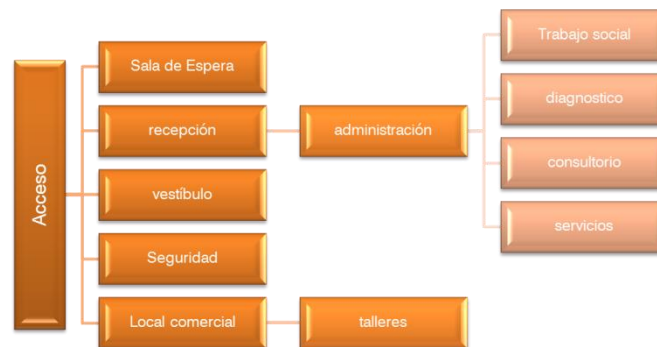 Acceso
Sala de Espera
recepción
vestíbulo
Seguridad
Local comercial
administración
talleres
Trabajo social
diagnostico
consultorio
servicios